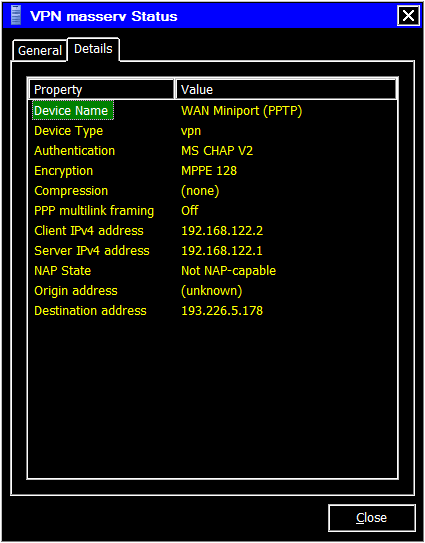 VPN masserv Status
General Details
Property Value
Device Name WAN Miniport (PPTP)
Device Type vpn
Authentication MS CHAP V2
Encryption MPPE 128
Compression (none)
PPP multilink framing Off
Client IPv4 address 192.168.122.2
Server IPv4 address 192.168.122.1
NAP State Not NAP-capable
Origin address (unknown)
Destination address 193.226.5.178
Close